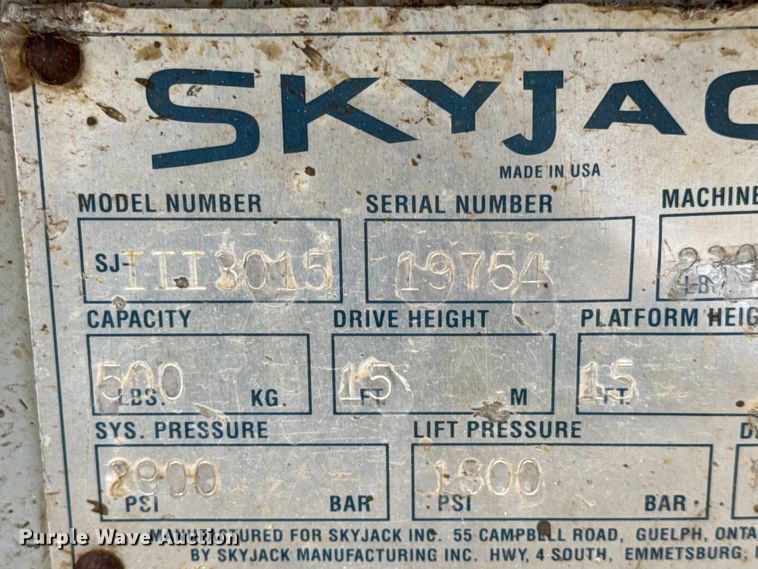 SKYJAC
MADE IN USA
MODEL NUMBER SERIAL NUMBER MACHINE
SJ-III3015 19754
LB
CAPACITY DRIVE HEIGHT PLATFORM HEIG
500 15 15
LBS. KG. FT. M FT.
SYS. PRESSURE LIFT PRESSURE
2900 - 1800
PSI BAR PSI BAR
MANUFACTURED FOR SKYJACK INC. 55 CAMPBELL ROAD, GUELPH, ONTA
BY SKYJACK MANUFACTURING INC. HWY, 4 SOUTH, EMMETSBURG,
Purple Wave Auction